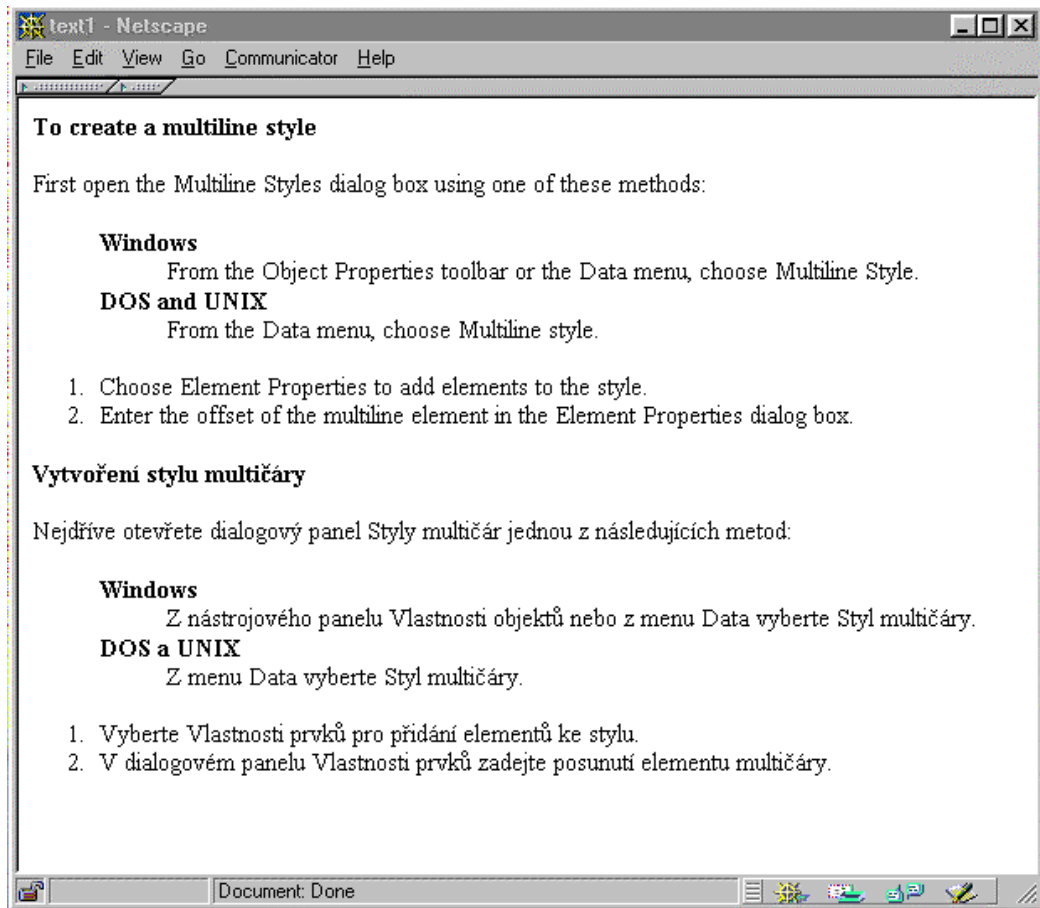 text1 - Netscape
File Edit View Go Communicator Help
To create a multiline style
First open the Multiline Styles dialog box using one of these methods:
Windows
From the Object Properties toolbar or the Data menu, choose Multiline Style.
DOS and UNIX
From the Data menu, choose Multiline style.
1. Choose Element Properties to add elements to the style.
2. Enter the offset of the multiline element in the Element Properties dialog box.
Vytvoření stylu multičáry
Nejdříve otevřete dialogový panel Styly multičár jednou z následujících metod:
Windows
Z nástrojového panelu Vlastnosti objektů nebo z menu Data vyberte Styl multičáry.
DOS a UNIX
Z menu Data vyberte Styl multičáry.
1. Vyberte Vlastnosti prvků pro přidání elementů ke stylu.
2. V dialogovém panelu Vlastnosti prvků zadejte posunutí elementu multičáry.
Document: Done